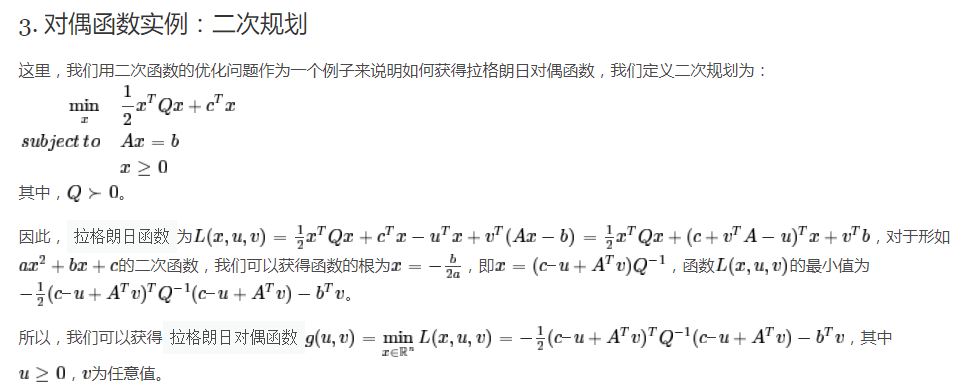 3. 对偶函数实例：二次规划
这里，我们用二次函数的优化问题作为一个例子来说明如何获得拉格朗日对偶函数，我们定义二次规划为：
$\min_{x} \quad \frac{1}{2}x^TQx + c^Tx$
$subject\,to \quad Ax = b$
$x \geq 0$
其中，$Q \succ 0$。
因此， 拉格朗日函数 为$L(x,u,v) = \frac{1}{2}x^TQx + c^Tx - u^Tx + v^T(Ax - b) = \frac{1}{2}x^TQx + (c + v^TA - u)^Tx + v^Tb$，对于形如
$ax^2 + bx + c$的二次函数，我们可以获得函数的根为$x = -\frac{b}{2a}$，即$x = (c – u + A^Tv)Q^{-1}$，函数$L(x,u,v)$的最小值为
$-\frac{1}{2}(c – u + A^Tv)^TQ^{-1}(c – u + A^Tv) - b^Tv$。
所以，我们可以获得 拉格朗日对偶函数 $g(u,v) = \min_{x \in \mathbb{R}^n} L(x,u,v) = -\frac{1}{2}(c – u + A^Tv)^TQ^{-1}(c – u + A^Tv) - b^Tv$，其中
$u \geq 0$，$v$为任意值。